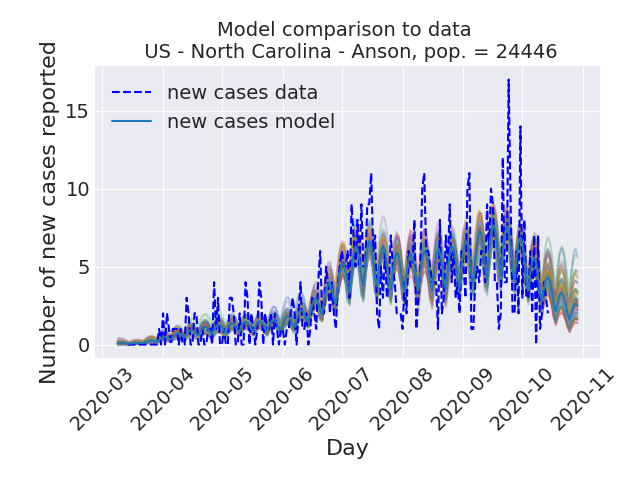 Model comparison to data
US - North Carolina - Anson, pop. = 24446
Number of new cases reported
new cases data
new cases model
15
10
5
0
2020-03
2020-04
2020-05
2020-06
2020-07
2020-08
2020-09
2020-10
2020-11
Day